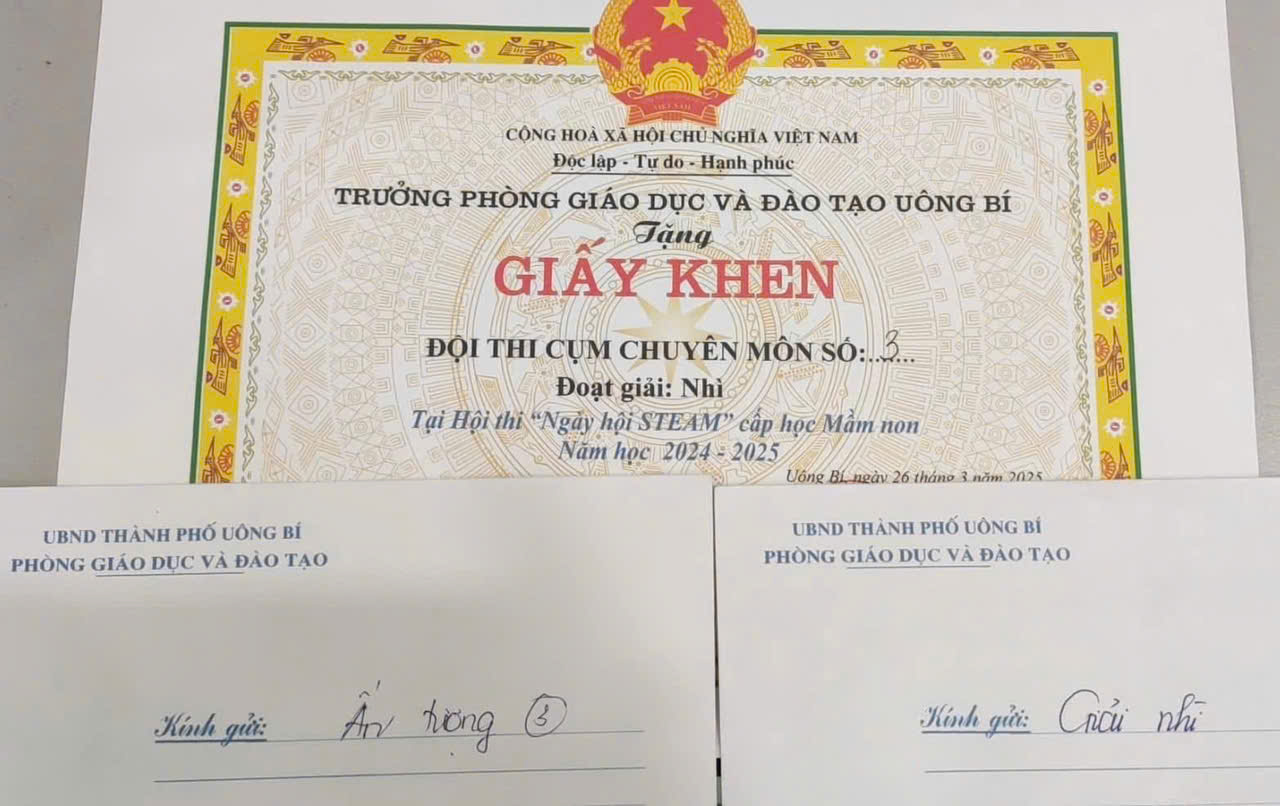 VIỆT NAM
CỘNG HOÀ XÃ HỘI CHỦ NGHĨA VIỆT NAM
Độc lập - Tự do - Hạnh phúc
TRƯỞNG PHÒNG GIÁO DỤC VÀ ĐÀO TẠO UÔNG BÍ
Tặng
GIẤY KHEN
ĐỘI THI CỤM CHUYÊN MÔN SỐ:..3...
Đoạt giải: Nhì
Tại Hội thi “Ngày hội STEAM” cấp học Mầm non
Năm học 2024 - 2025
Uông Bí, ngày 26 tháng 3 năm 2025
UBND THÀNH PHỐ UÔNG BÍ
PHÒNG GIÁO DỤC VÀ ĐÀO TẠO
Kính gửi: Ấn tượng 3
UBND THÀNH PHỐ UÔNG BÍ
PHÒNG GIÁO DỤC VÀ ĐÀO TẠO
Kính gửi: Giải nhì